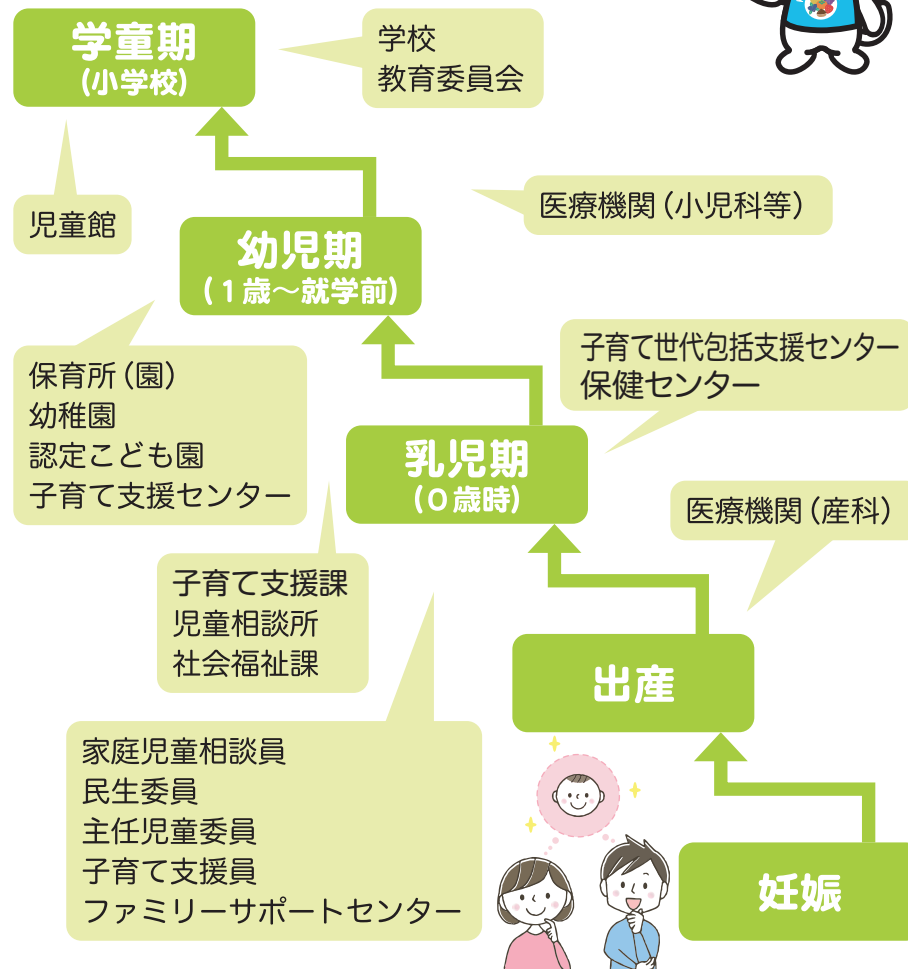 学童期
(小学校)
学校
教育委員会
児童館
医療機関(小児科等)
幼児期
(1歳～就学前)
保育所(園)
幼稚園
認定こども園
子育て支援センター
子育て世代包括支援センター
保健センター
乳児期
(0歳時)
医療機関(産科)
子育て支援課
児童相談所
社会福祉課
出産
家庭児童相談員
民生委員
主任児童委員
子育て支援員
ファミリーサポートセンター
妊娠